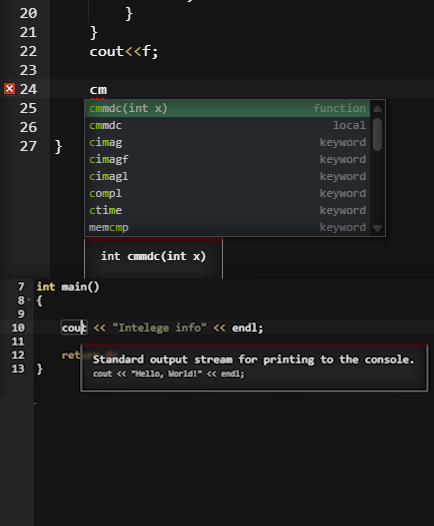 20 }
21 }
22 cout<<f;
23
24 cm
25
26
27 }
cmmdc(int x) function
cmmdc local
cimag keyword
cimagf keyword
cimagl keyword
compl keyword
ctime keyword
memcmp keyword
int cmmdc(int x)
7 int main()
8 {
9
10 cout << "Intelege info" << endl;
11
12 ret
13 }
Standard output stream for printing to the console.
cout << "Hello, World!" << endl;